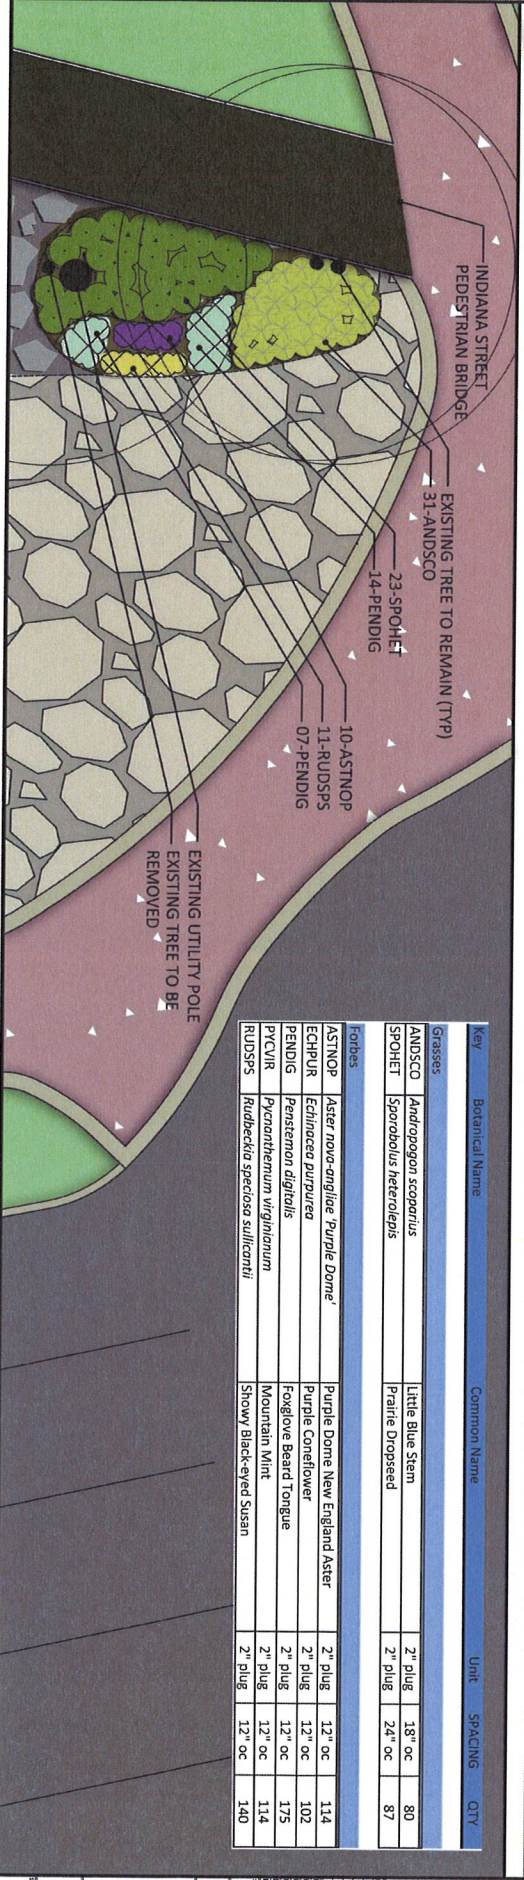 INDIANA STREET
PEDESTRIAN BRIDGE
EXISTING TREE TO REMAIN (TYP)
31-ANDSCO
23-SPOHET
14-PENDIG
10-ASTNOP
11-RUDSPS
07-PENDIG
EXISTING UTILITY POLE
EXISTING TREE TO BE
REMOVED
Key Botanical Name Common Name Unit SPACING QTY
Grasses
ANDSCO Andropogon scoparius Little Blue Stem 2" plug 18" oc 80
SPOHET Sporobolus heterolepis Prairie Dropseed 2" plug 24" oc 87
Forbes
ASTNOP Aster nova-angliae 'Purple Dome' Purple Dome New England Aster 2" plug 12" oc 114
ECHPUR Echinacea purpurea Purple Coneflower 2" plug 12" oc 102
PENDIG Penstemon digitalis Foxglove Beard Tongue 2" plug 12" oc 175
PYCVIR Pycnanthemum virginianum Mountain Mint 2" plug 12" oc 114
RUDSPS Rudbeckia speciosa sullicantii Showy Black-eyed Susan 2" plug 12" oc 140